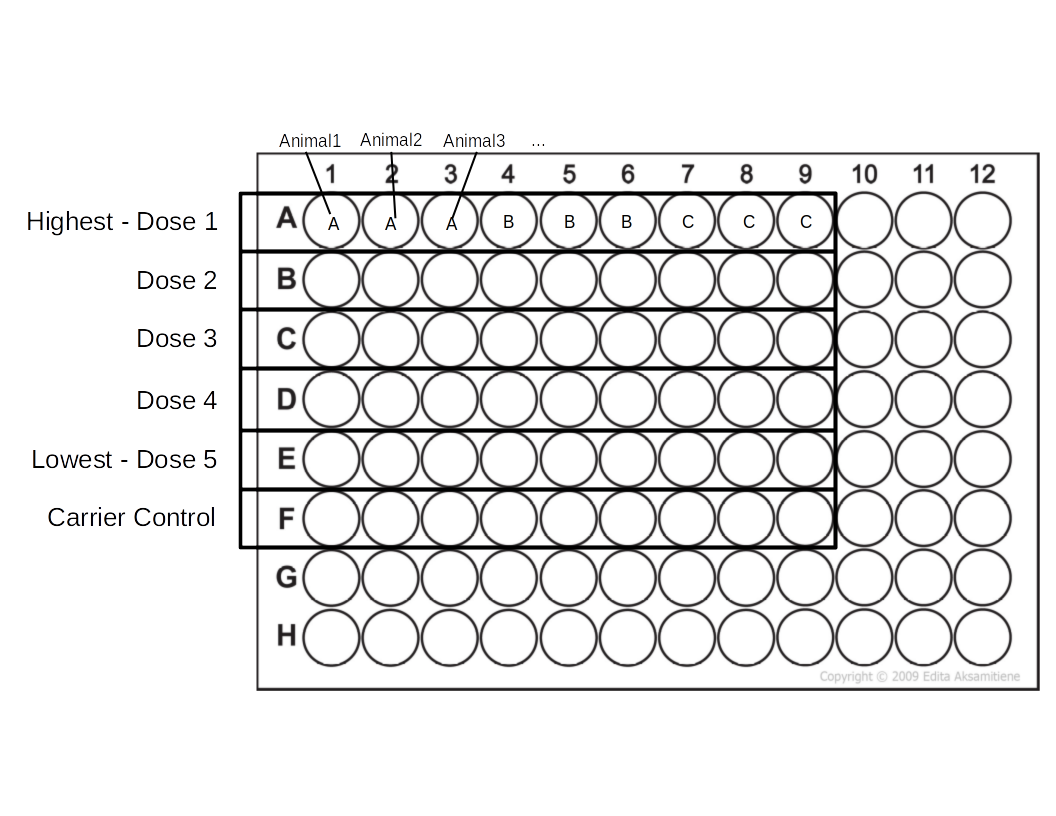 Animal1 Animal2 Animal3 ...
1 2 3 4 5 6 7 8 9 10 11 12
Highest - Dose 1 A A A A B B B C C C
Dose 2 B
Dose 3 C
Dose 4 D
Lowest - Dose 5 E
Carrier Control F
G
H
Copyright © 2009 Edita Aksamitiene